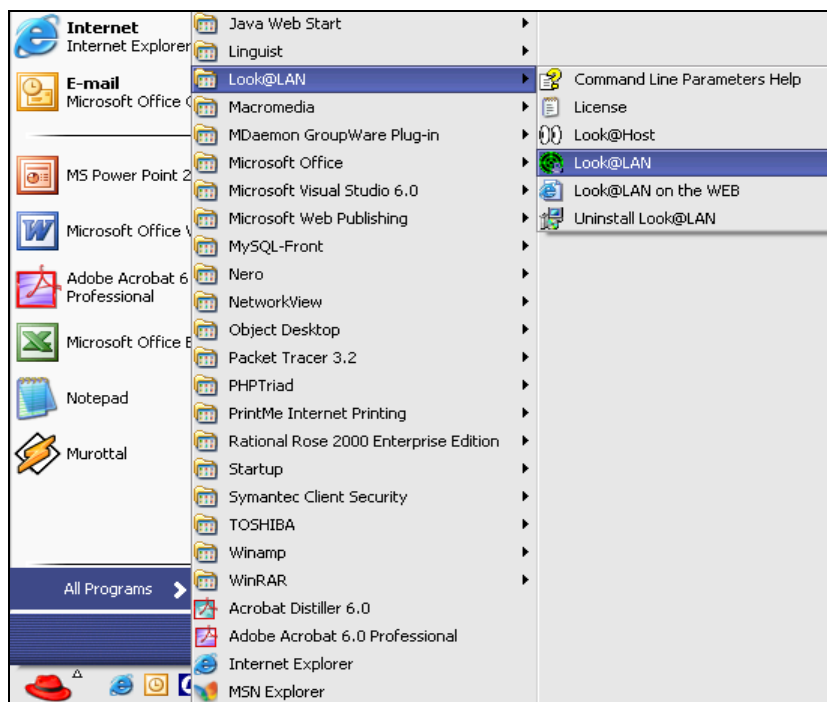 Internet
Internet Explorer
E-mail
Microsoft Office
MS Power Point 2
Microsoft Office
Adobe Acrobat 6
Professional
Microsoft Office E
Notepad
Murottal
All Programs
Java Web Start
Linguist
Look@LAN
Macromedia
MDaemon GroupWare Plug-in
Microsoft Office
Microsoft Visual Studio 6.0
Microsoft Web Publishing
MySQL-Front
Nero
NetworkView
Object Desktop
Packet Tracer 3.2
PHPTriad
PrintMe Internet Printing
Rational Rose 2000 Enterprise Edition
Startup
Symantec Client Security
TOSHIBA
Winamp
WinRAR
Acrobat Distiller 6.0
Adobe Acrobat 6.0 Professional
Internet Explorer
MSN Explorer
Command Line Parameters Help
License
Look@Host
Look@LAN
Look@LAN on the WEB
Uninstall Look@LAN